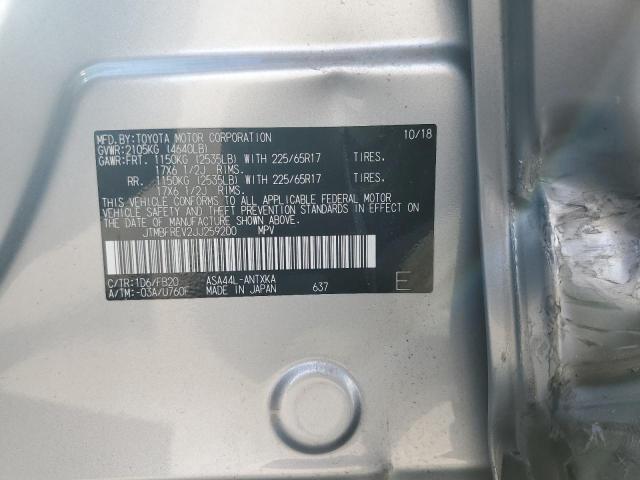 MFD.BY:TOYOTA MOTOR CORPORATION 10/18
GVWR:2105KG (4640LB)
GAWR:FRT. 1150KG (2535LB) WITH 225/65R17 TIRES.
17X6 1/2J RIMS.
RR. 1150KG (2535LB) WITH 225/65R17 TIRES.
17X6 1/2J RIMS.
THIS VEHICLE CONFORMS TO ALL APPLICABLE FEDERAL MOTOR
VEHICLE SAFETY AND THEFT PREVENTION STANDARDS IN EFFECT ON
THE DATE OF MANUFACTURE SHOWN ABOVE.
JTMBFREV2JJ259200 MPV
C/TR:1D6/FB20 ASA44L-ANTXKA
A/TM:-03A/U760F MADE IN JAPAN 637 E